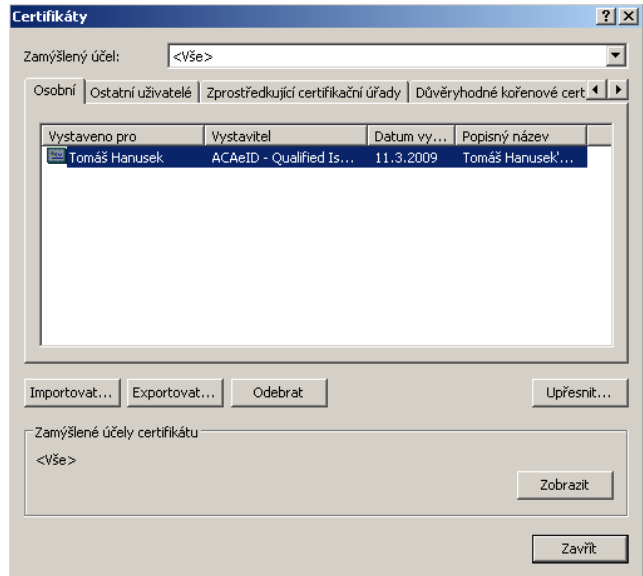 Certifikáty
Zamýšlený účel: <Vše>
Osobní Ostatní uživatelé Zprostředkující certifikační úřady Důvěryhodné kořenové cert
Vystaveno pro Vystavitel Datum vy... Popisný název
Tomáš Hanusek ACAeID - Qualified Is... 11.3.2009 Tomáš Hanusek'...
Importovat... Exportovat... Odebrat Upřesnit...
Zamýšlené účely certifikátu
<Vše>
Zobrazit
Zavřít